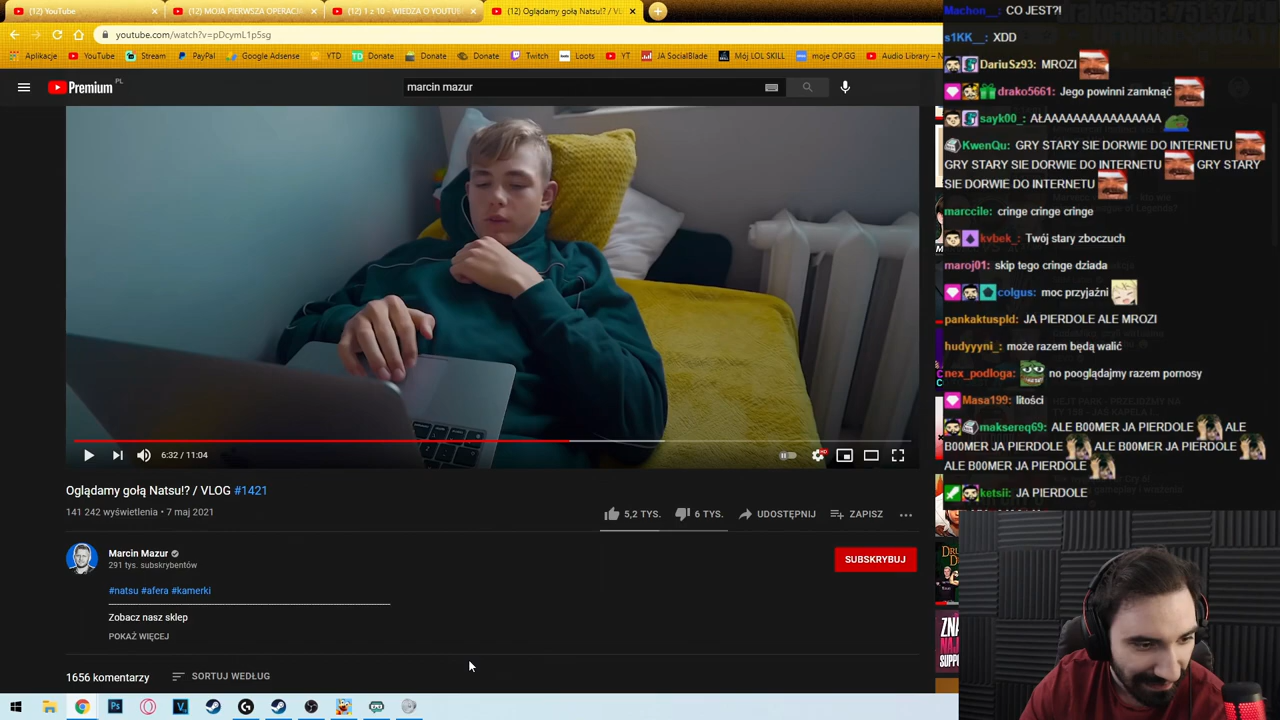 (12) YouTube
(12) MOJA PIERWSZA OPERACJ
(12) 1 z 10 - WIEDZA O YOUTUB
(12) Oglądamy gołą Natsu!? / VL
youtube.com/watch?v=pDcymL1p5sg
Aplikacje YouTube Stream PayPal Google Adsense YTD Donate Donate Twitch Loots YT JA SocialBlade Mój LOL SKILL moje OP.GG Audio Library – No
Premium PL
marcin mazur
6:32 / 11:04
Oglądamy gołą Natsu!? / VLOG #1421
141 242 wyświetlenia • 7 maj 2021
5,2 TYS. 6 TYS. UDOSTĘPNIJ ZAPISZ
Marcin Mazur
291 tys. subskrybentów
SUBSKRYBUJ
#natsu #afera #kamerki
Zobacz nasz sklep
POKAŻ WIĘCEJ
1656 komentarzy SORTUJ WEDŁUG
Machon__: CO JEST?!
s1KK__: XDD
DariuSz93: MROZI
drako5661: Jego powinni zamknąć
sayk00_: AŁAAAAAAAAAAAAAAAA
KwenQu: GRY STARY SIE DORWIE DO INTERNETU
GRY STARY SIE DORWIE DO INTERNETU GRY STARY
SIE DORWIE DO INTERNETU
marccile: cringe cringe cringe
kvbek_: Twój stary zboczuch
maroj01: skip tego cringe dziada
colgus: moc przyjaźni
pankaktuspld: JA PIERDOLE ALE MROZI
hudyyyni_: może razem będą walić
nex_podloga: no pooglądajmy razem pornosy
Masa199: litości
maksereq69: ALE B00MER JA PIERDOLE ALE
B00MER JA PIERDOLE ALE B00MER JA PIERDOLE
ALE B00MER JA PIERDOLE
ketsii: JA PIERDOLE